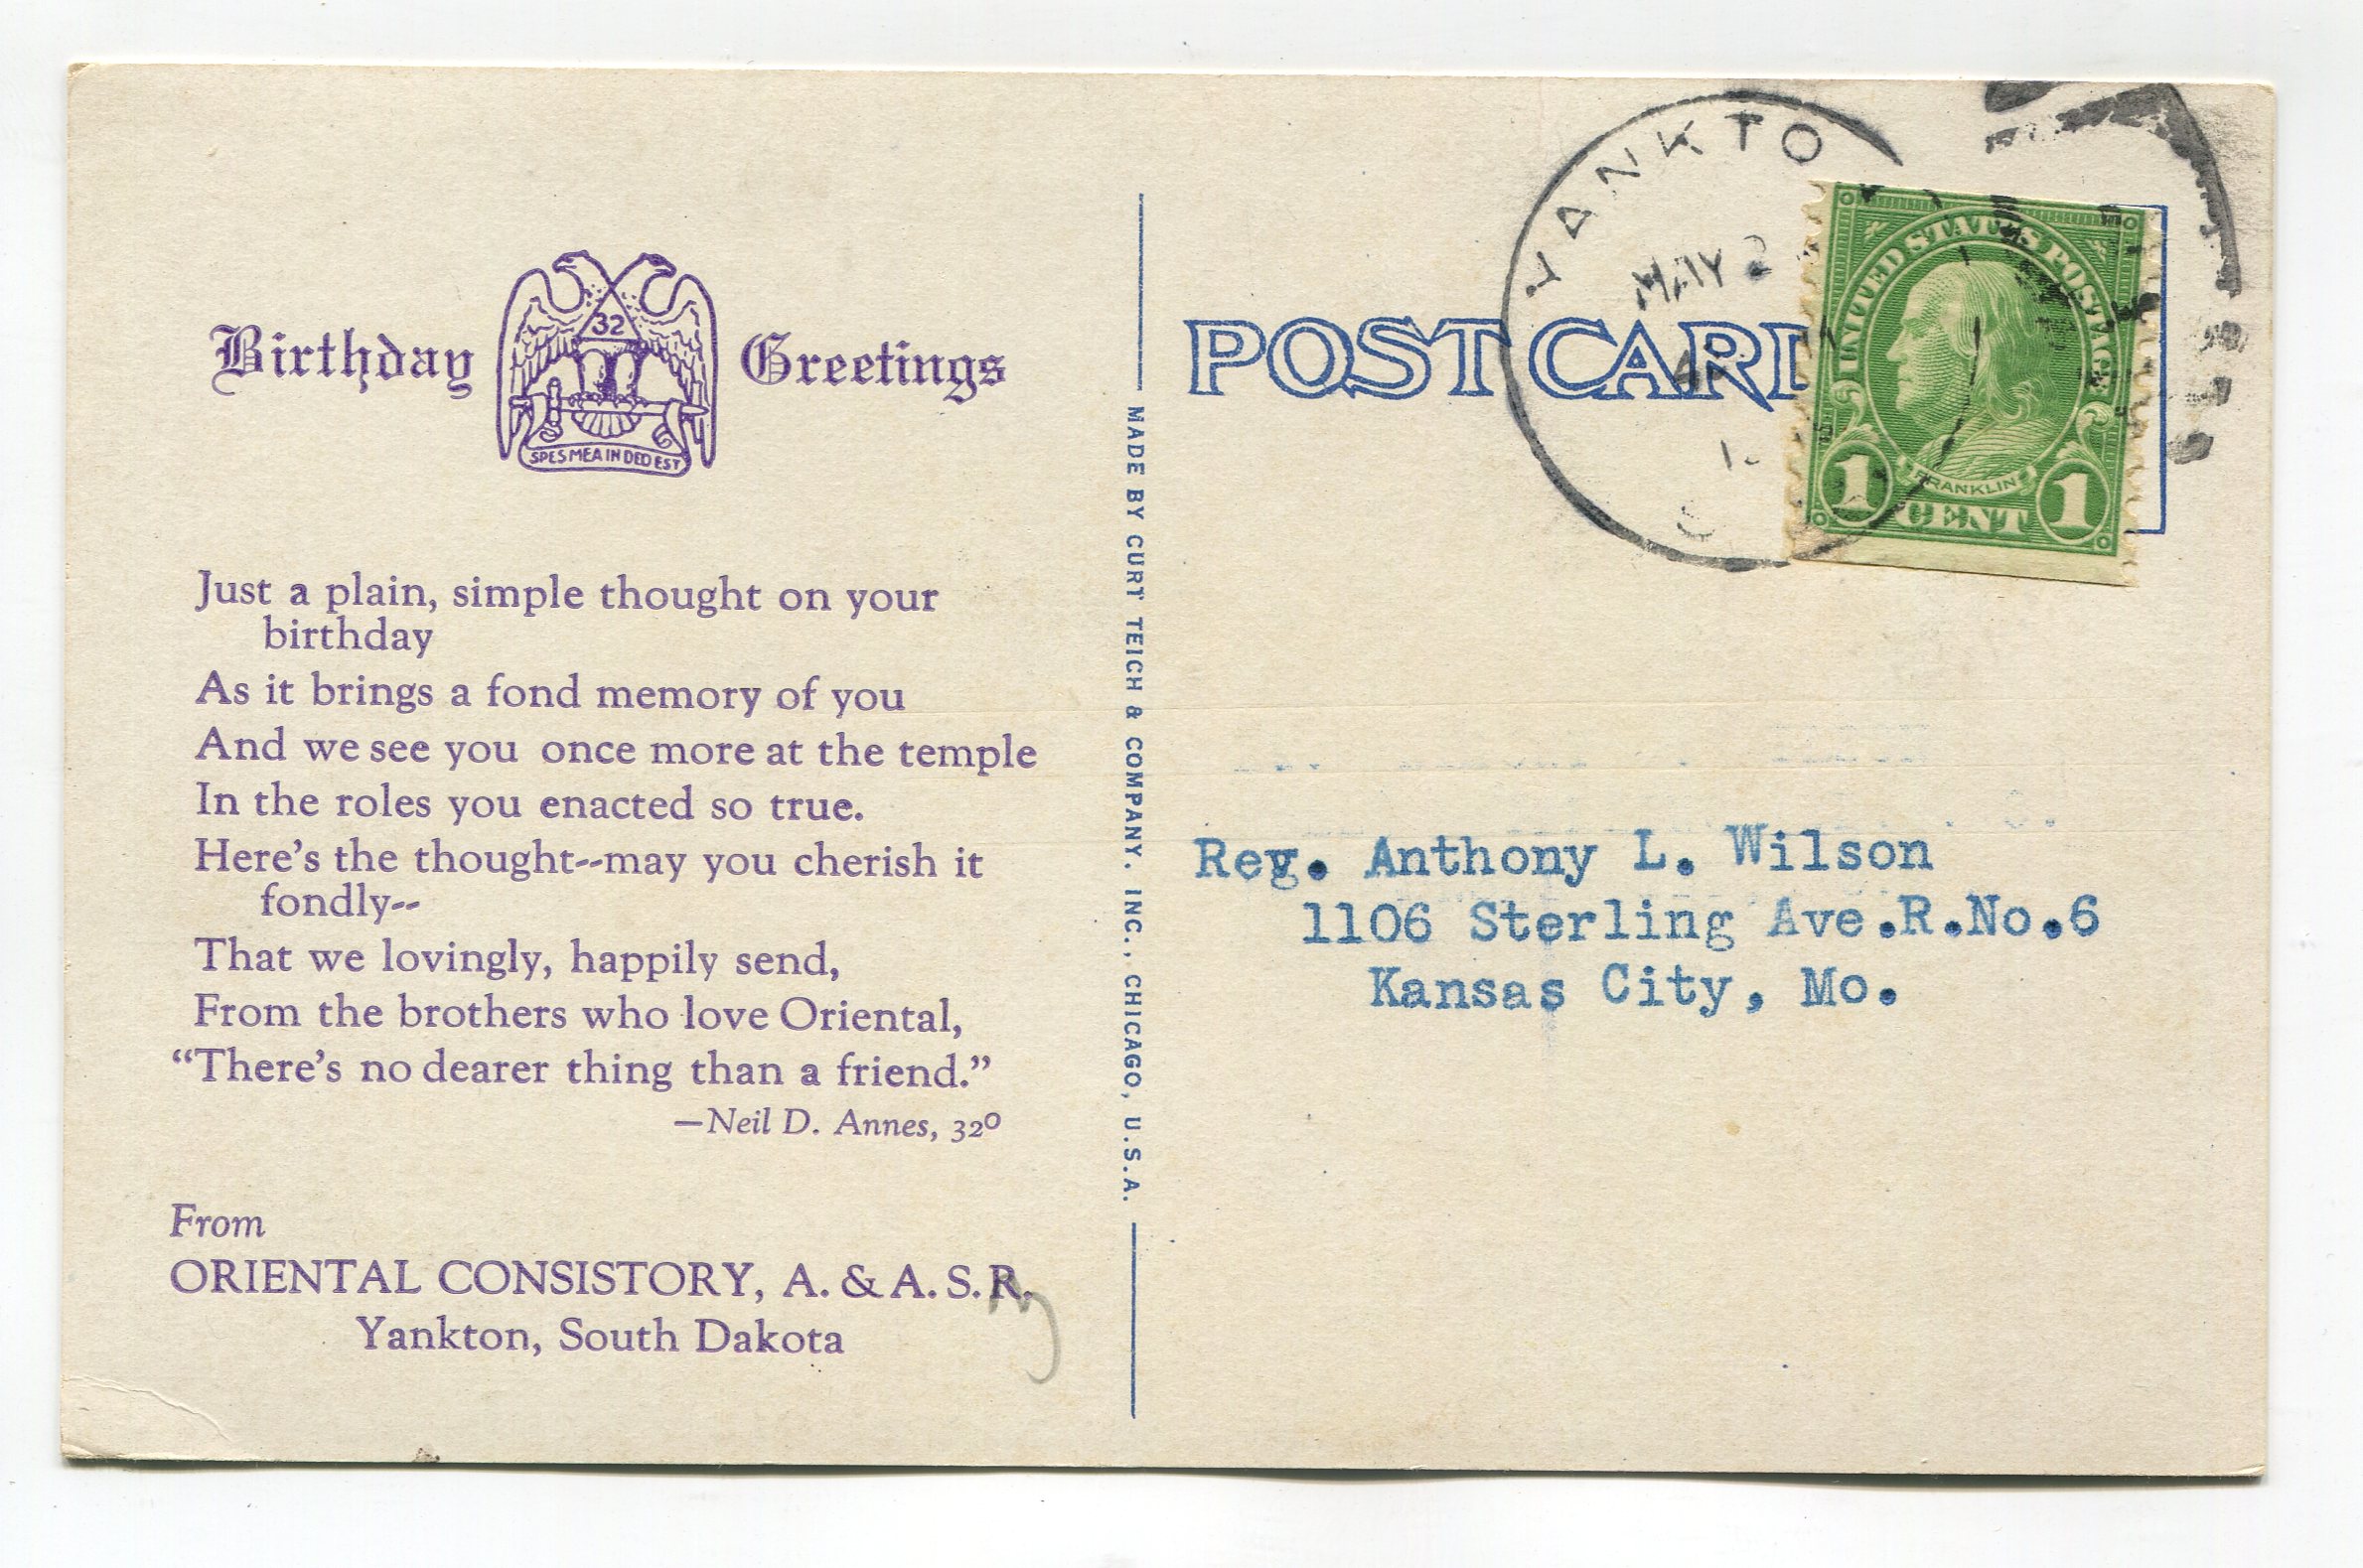 Birthday Greetings
32
SPES MEA IN DEO EST
Just a plain, simple thought on your
birthday
As it brings a fond memory of you
And we see you once more at the temple
In the roles you enacted so true.
Here's the thought--may you cherish it
fondly--
That we lovingly, happily send,
From the brothers who love Oriental,
“There's no dearer thing than a friend.”
—Neil D. Annes, 32º
From
ORIENTAL CONSISTORY, A. & A. S. R.
Yankton, South Dakota
MADE BY CURT TEICH & COMPANY. INC., CHICAGO, U.S.A.
POST CARD
YANKTO
MAY 2
UNITED STATES POSTAGE
FRANKLIN
1 CENT 1
Rev. Anthony L. Wilson
1106 Sterling Ave.R.No.6
Kansas City, Mo.